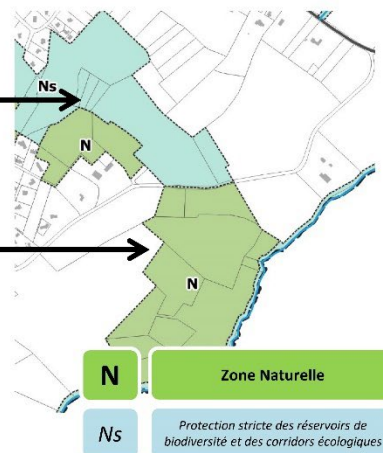 Ns
N
N
N
Zone Naturelle
Ns
Protection stricte des réservoirs de
biodiversité et des corridors écologiques